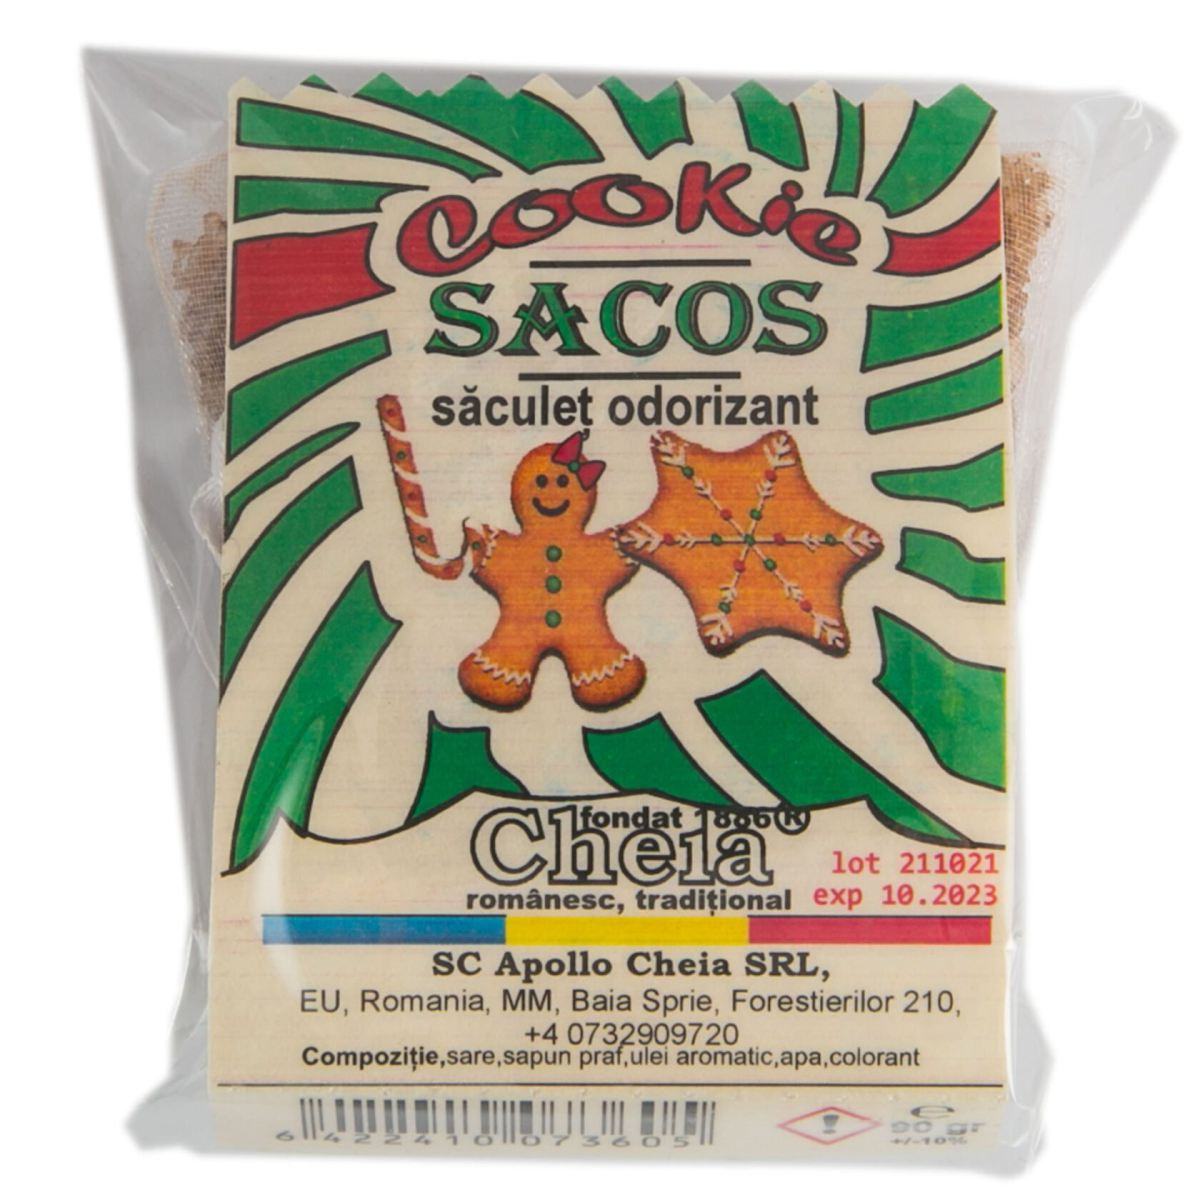 Cookie
SACOS
săculeț odorizant
fondat 1886®
Cheia
românesc, tradițional
lot 211021
exp 10.2023
SC Apollo Cheia SRL,
EU, Romania, MM, Baia Sprie, Forestierilor 210,
+4 0732909720
Compoziție,sare,sapun praf,ulei aromatic,apa,colorant
6 422410 073605
e
90 gr
+/-10%